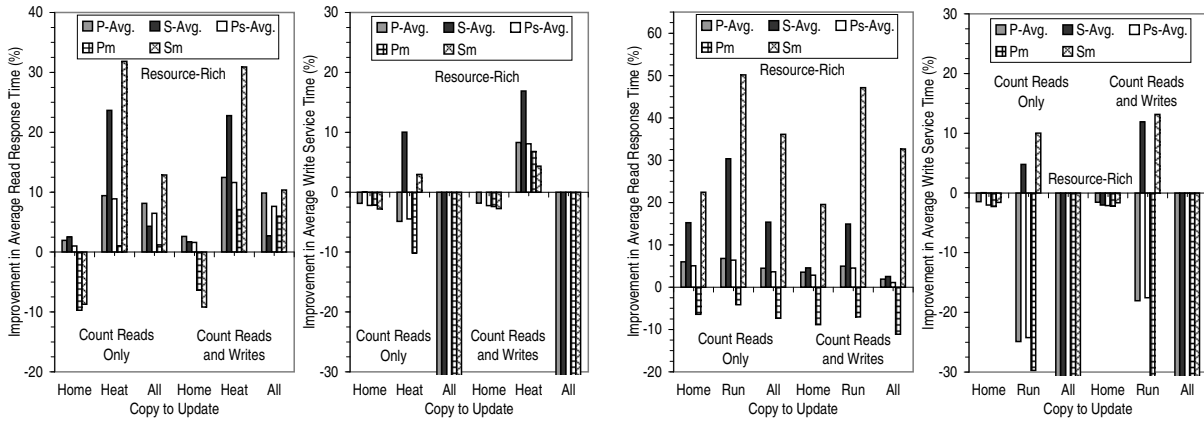 Improvement in Average Read Response Time (%)
40
30
20
10
0
-10
-20
P-Avg. S-Avg. Ps-Avg.
Pm Sm
Resource-Rich
Count Reads
Only
Count Reads
and Writes
Home Heat All Home Heat All
Copy to Update
Improvement in Average Write Service Time (%)
30
20
10
0
-10
-20
-30
P-Avg. S-Avg. Ps-Avg.
Pm Sm
Resource-Rich
Count Reads
Only
Count Reads
and Writes
Home Heat All Home Heat All
Copy to Update
Improvement in Average Read Response Time (%)
60
50
40
30
20
10
0
-10
-20
P-Avg. S-Avg. Ps-Avg.
Pm Sm
Resource-Rich
Count Reads
Only
Count Reads
and Writes
Home Run All Home Run All
Copy to Update
Improvement in Average Write Service Time (%)
30
20
10
0
-10
-20
-30
P-Avg. S-Avg. Ps-Avg.
Pm Sm
Count Reads
Only
Count Reads
and Writes
Resource-Rich
Home Run All Home Run All
Copy to Update